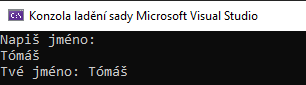 Konzola ladění sady Microsoft Visual Studio
Napiš jméno:
Tómáš
Tvé jméno: Tómáš